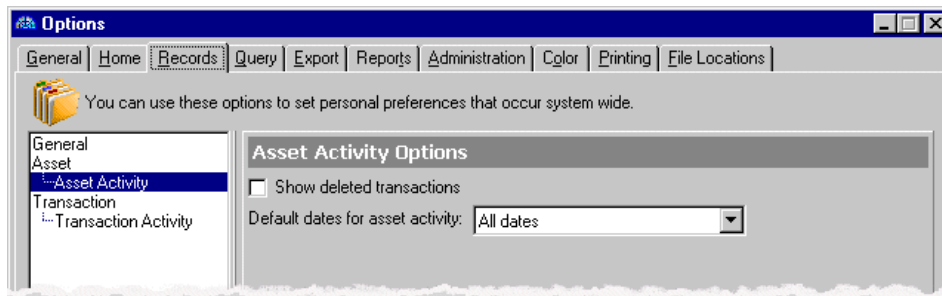 Options
General Home Records Query Export Reports Administration Color Printing File Locations
You can use these options to set personal preferences that occur system wide.
General
Asset
Asset Activity
Transaction
Transaction Activity
Asset Activity Options
Show deleted transactions
Default dates for asset activity: All dates